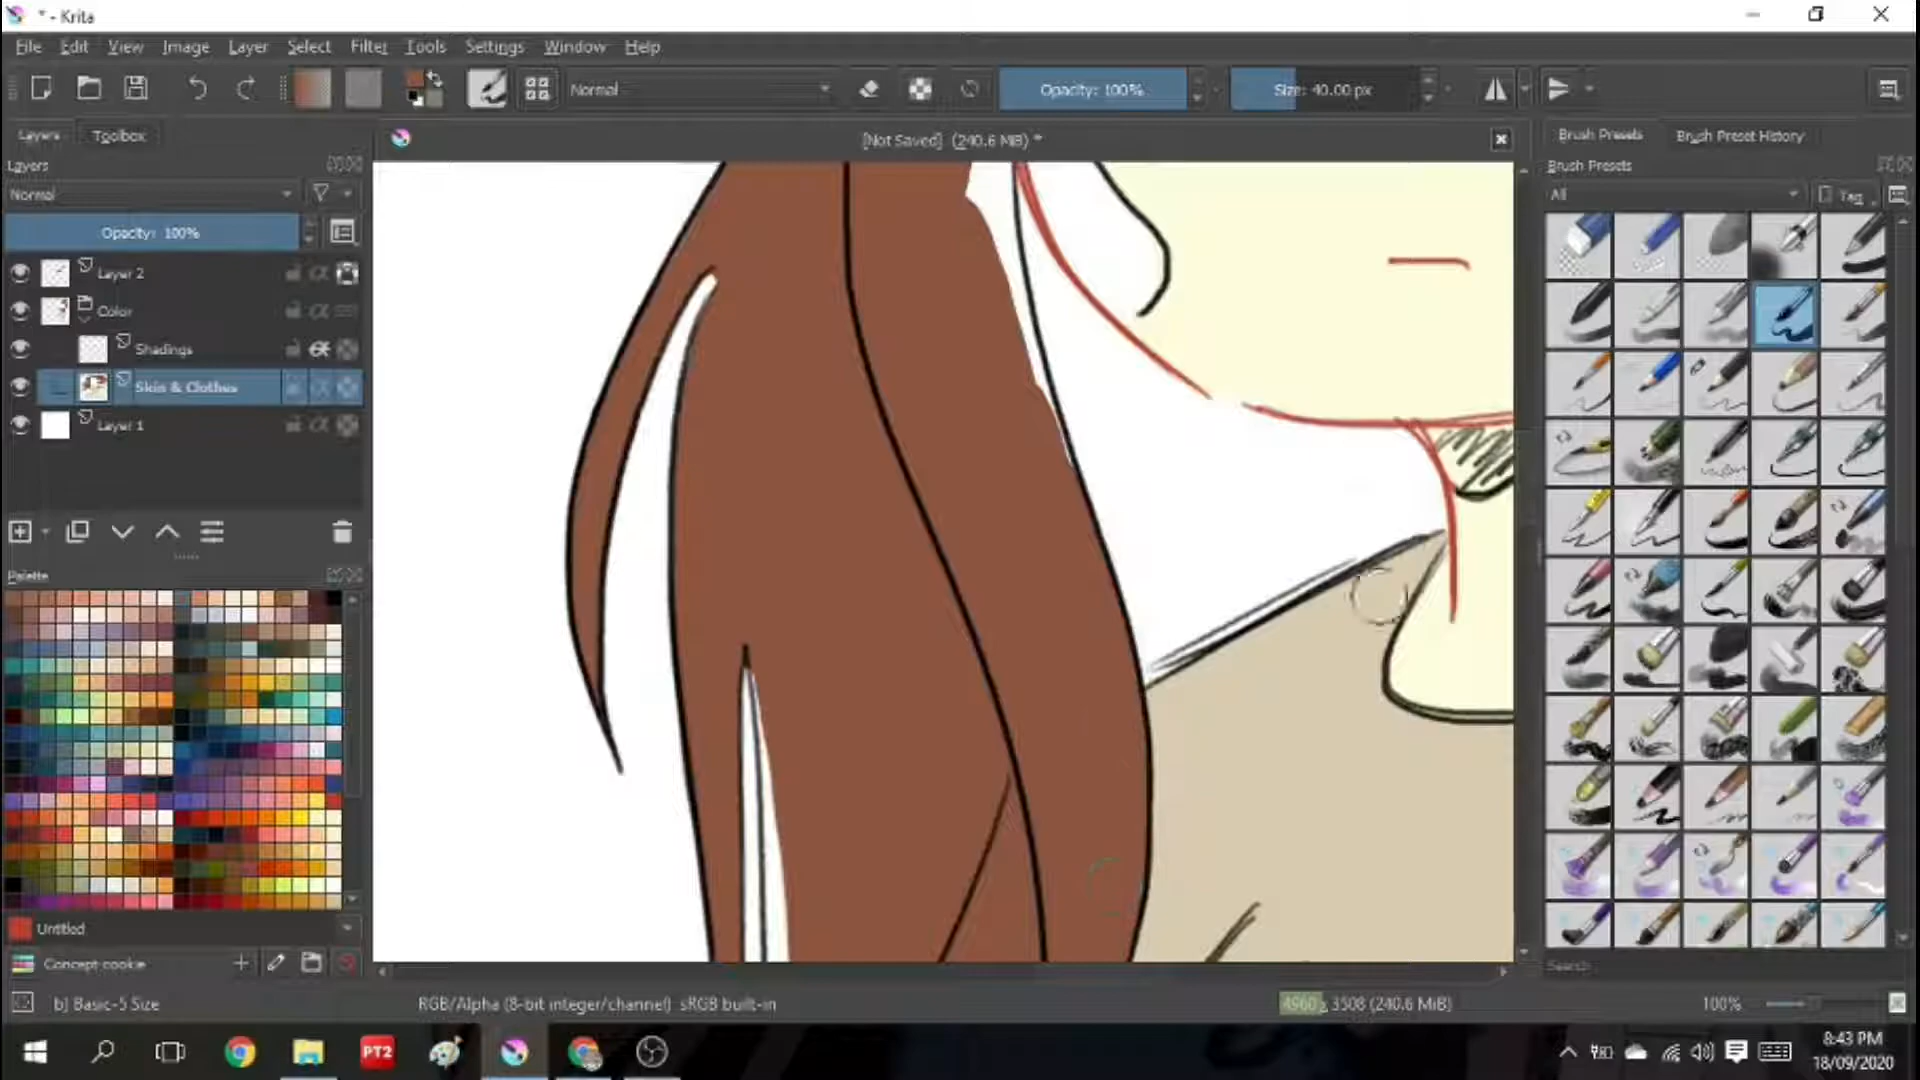 * - Krita
File Edit View Image Layer Select Filter Tools Settings Window Help
Normal
Opacity: 100%
Size: 40.00 px
Layers Toolbox
[Not Saved] (240.6 MiB) *
Brush Presets Brush Preset History
Layers
Brush Presets
Normal
All
Tag
Opacity: 100%
Layer 2
Color
Shadings
Skin & Clothes
Layer 1
Palette
Untitled
Concept cookie
Search
b) Basic-5 Size
RGB/Alpha (8-bit integer/channel) sRGB built-in
4960 x 3508 (240.6 MiB)
100%
PT2
8:43 PM
18/09/2020